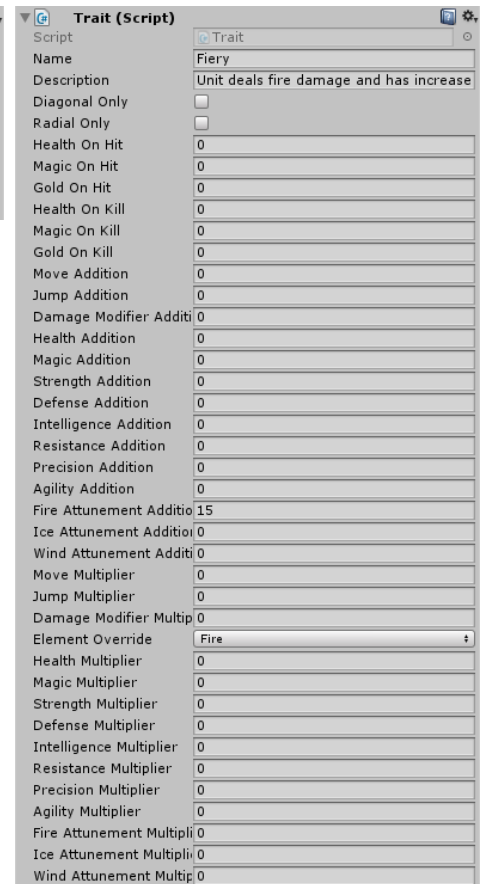 Trait (Script)
Script Trait
Name Fiery
Description Unit deals fire damage and has increase
Diagonal Only
Radial Only
Health On Hit 0
Magic On Hit 0
Gold On Hit 0
Health On Kill 0
Magic On Kill 0
Gold On Kill 0
Move Addition 0
Jump Addition 0
Damage Modifier Additi 0
Health Addition 0
Magic Addition 0
Strength Addition 0
Defense Addition 0
Intelligence Addition 0
Resistance Addition 0
Precision Addition 0
Agility Addition 0
Fire Attunement Additio 15
Ice Attunement Additio 0
Wind Attunement Additi 0
Move Multiplier 0
Jump Multiplier 0
Damage Modifier Multip 0
Element Override Fire
Health Multiplier 0
Magic Multiplier 0
Strength Multiplier 0
Defense Multiplier 0
Intelligence Multiplier 0
Resistance Multiplier 0
Precision Multiplier 0
Agility Multiplier 0
Fire Attunement Multipli 0
Ice Attunement Multipli 0
Wind Attunement Multip 0